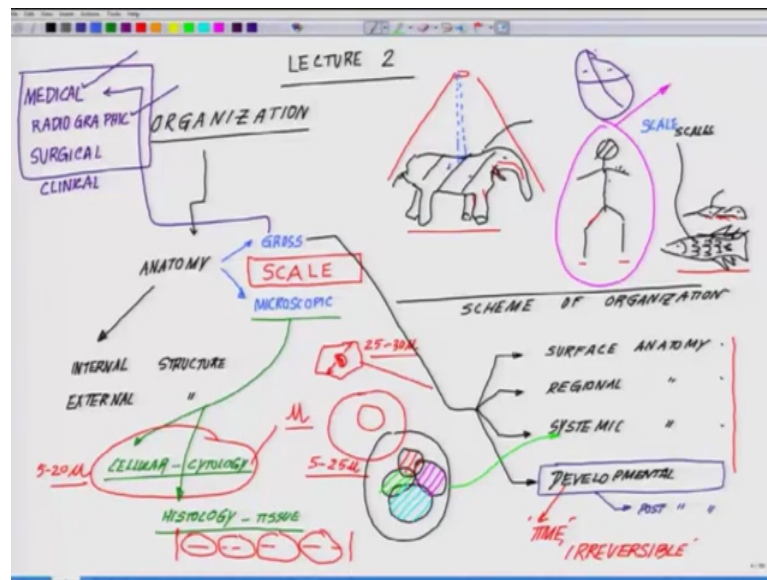 LECTURE 2
MEDICAL
RADIOGRAPHIC
SURGICAL
CLINICAL
ORGANIZATION
SCALE
SCALE
ANATOMY
GROSS
SCALE
MICROSCOPIC
SCHEME OF ORGANIZATION
INTERNAL STRUCTURE
EXTERNAL "
25-30μ
SURFACE ANATOMY
REGIONAL "
SYSTEMIC "
DEVELOPMENTAL
POST " "
"TIME"
"IRREVERSIBLE"
μ
5-20μ
CELLULAR - CYTOLOGY
5-25μ
HISTOLOGY - TISSUE